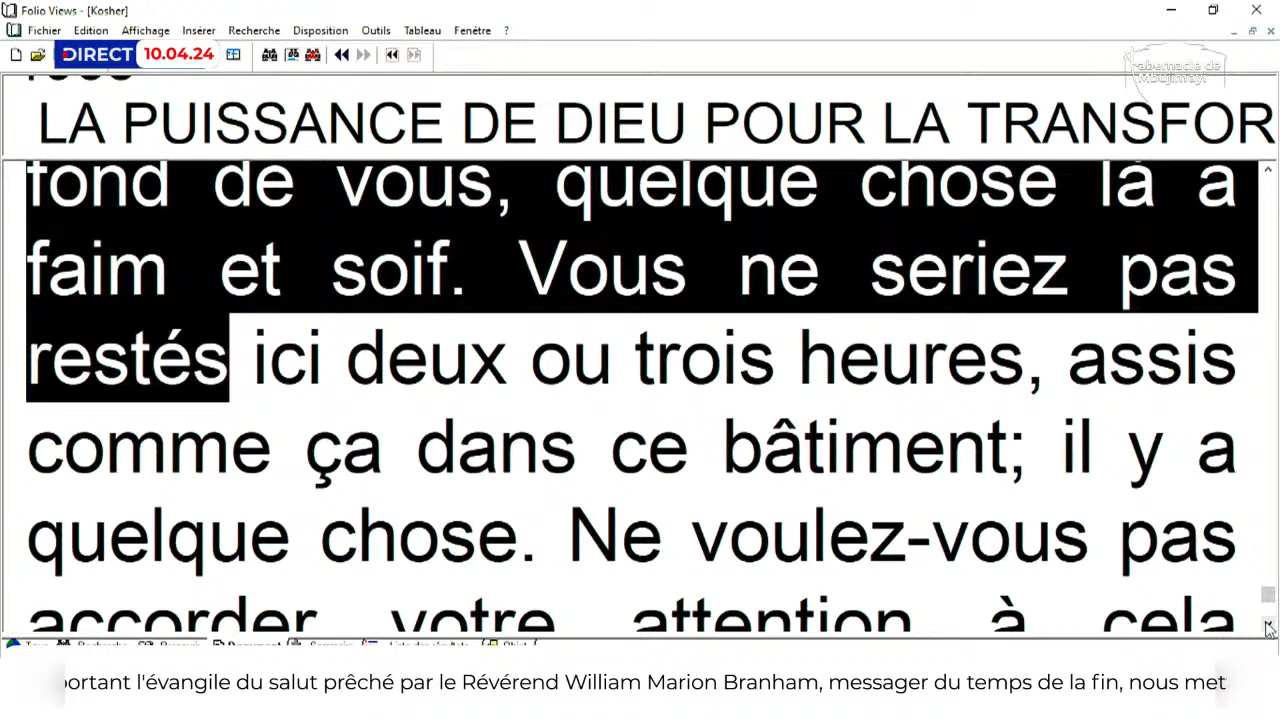 Folio Views - [Kosher]
Fichier Edition Affichage Insérer Recherche Disposition Outils Tableau Fenêtre ?
DIRECT 10.04.24
Tabernacle de
Mbujimayi
LA PUISSANCE DE DIEU POUR LA TRANSFOR
fond de vous, quelque chose là a
faim et soif. Vous ne seriez pas
restés ici deux ou trois heures, assis
comme ça dans ce bâtiment; il y a
quelque chose. Ne voulez-vous pas
accorder votre attention à cela
portant l'évangile du salut prêché par le Révérend William Marion Branham, messager du temps de la fin, nous met